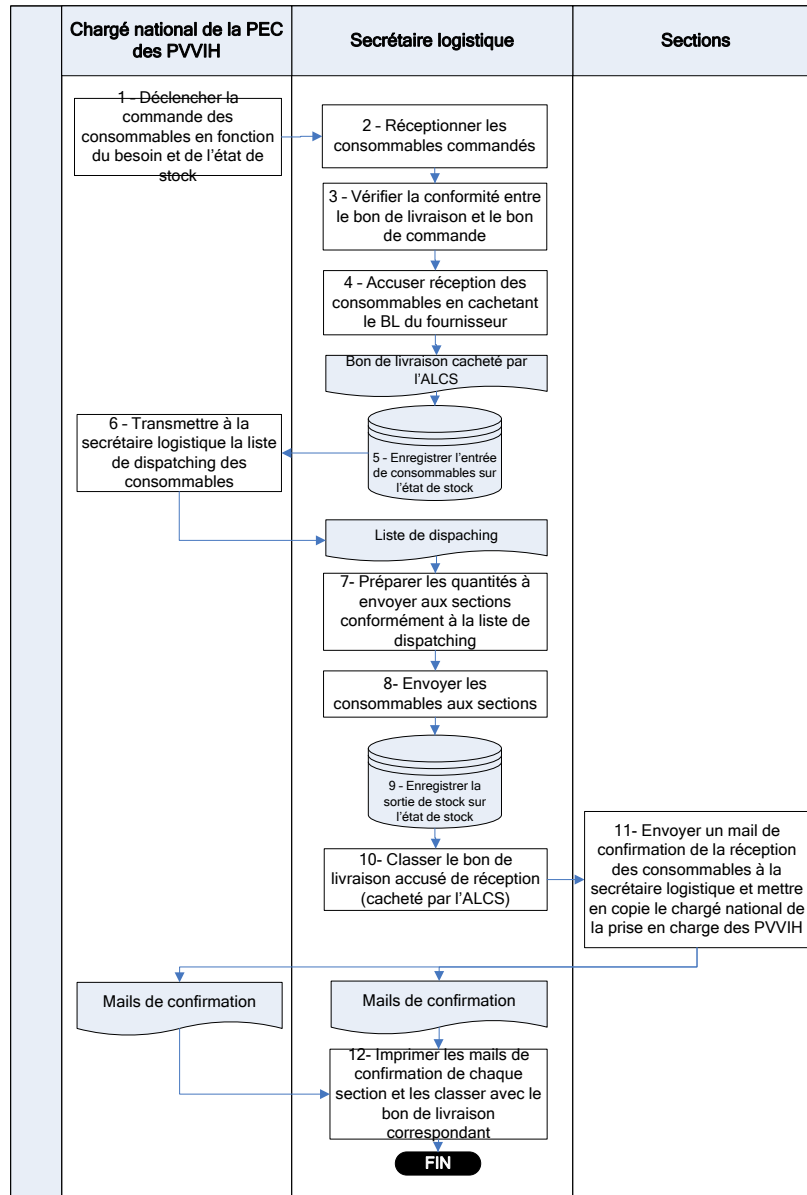 Chargé national de la PEC
des PVVIH
Secrétaire logistique
Sections
1 - Déclencher la
commande des
consommables en fonction
du besoin et de l'état de
stock
2 - Réceptionner les
consommables commandés
3 - Vérifier la conformité entre
le bon de livraison et le bon
de commande
4 - Accuser réception des
consommables en cachetant
le BL du fournisseur
Bon de livraison cacheté par
l'ALCS
5 - Enregistrer l'entrée
de consommables sur
l'état de stock
6 - Transmettre à la
secrétaire logistique la liste
de dispatching des
consommables
Liste de dispaching
7- Préparer les quantités à
envoyer aux sections
conformément à la liste de
dispatching
8- Envoyer les
consommables aux sections
9 - Enregistrer la
sortie de stock sur
l'état de stock
10- Classer le bon de
livraison accusé de réception
(cacheté par l'ALCS)
11- Envoyer un mail de
confirmation de la réception
des consommables à la
secrétaire logistique et mettre
en copie le chargé national de
la prise en charge des PVVIH
Mails de confirmation
Mails de confirmation
12- Imprimer les mails de
confirmation de chaque
section et les classer avec le
bon de livraison
correspondant
FIN